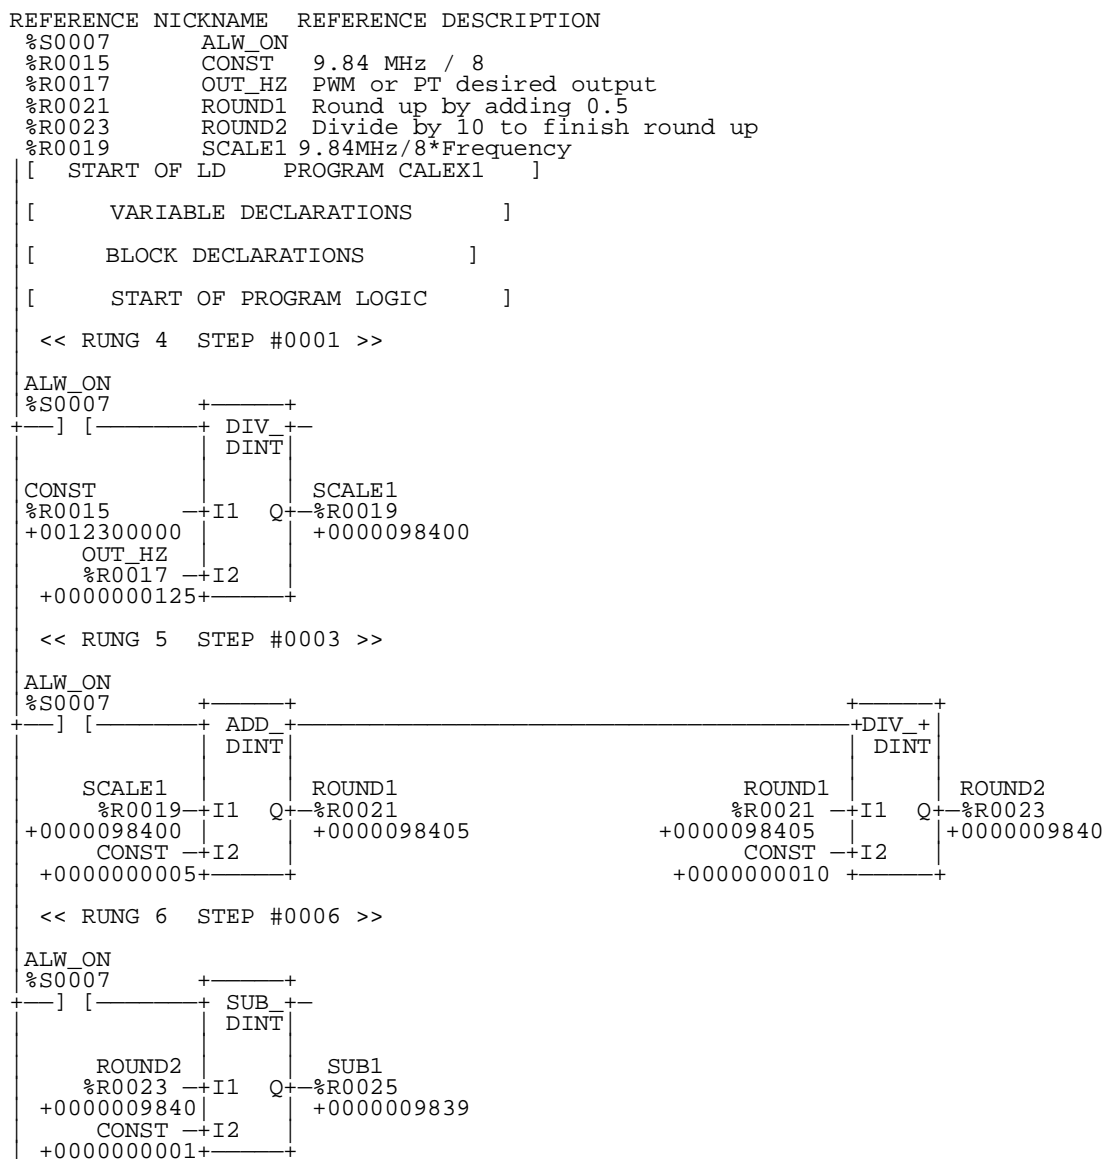 REFERENCE NICKNAME  REFERENCE DESCRIPTION
%S0007      ALW_ON
%R0015      CONST   9.84 MHz / 8
%R0017      OUT_HZ  PWM or PT desired output
%R0021      ROUND1  Round up by adding 0.5
%R0023      ROUND2  Divide by 10 to finish round up
%R0019      SCALE1 9.84MHz/8*Frequency
[  START OF LD    PROGRAM CALEX1   ]
[     VARIABLE DECLARATIONS      ]
[     BLOCK DECLARATIONS       ]
[     START OF PROGRAM LOGIC     ]
<< RUNG 4  STEP #0001 >>
ALW_ON
%S0007      +—————+
+——] [———————+ DIV_+—
DINT
CONST SCALE1
%R0015     —+I1  Q+—%R0019
+0012300000 +0000098400
OUT_HZ
%R0017 —+I2
+0000000125+—————+
<< RUNG 5  STEP #0003 >>
ALW_ON
%S0007      +—————+ +—————+
+——] [———————+ ADD_+——————————————————————————————————————+DIV_+|
DINT DINT
SCALE1 ROUND1 ROUND1 ROUND2
%R0019—+I1  Q+—%R0021 %R0021 —+I1  Q+—%R0023
+0000098400 +0000098405 +0000098405 +0000009840
CONST —+I2 CONST —+I2
+0000000005+—————+ +0000000010 +—————+
<< RUNG 6  STEP #0006 >>
ALW_ON
%S0007      +—————+
+——] [———————+ SUB_+—
DINT
ROUND2 SUB1
%R0023 —+I1  Q+—%R0025
+0000009840 +0000009839
CONST —+I2
+0000000001+—————+